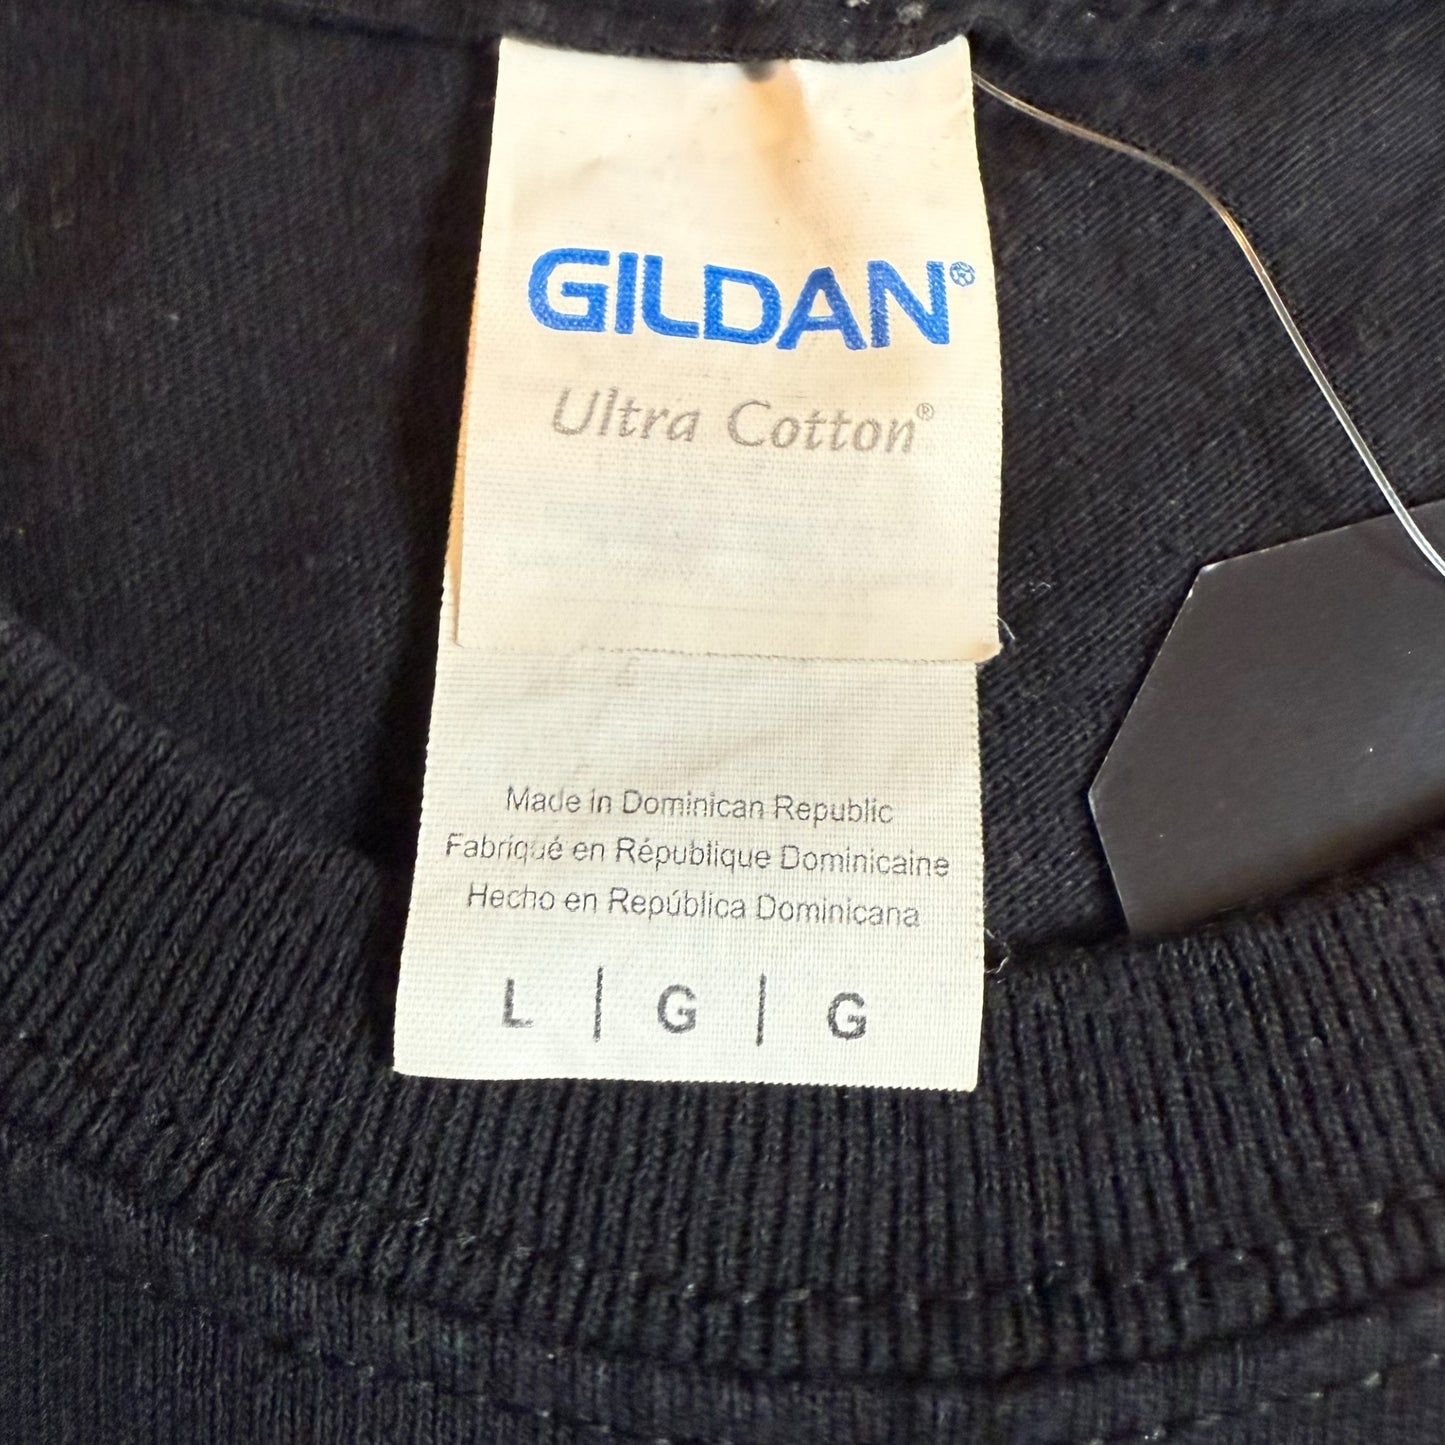 GILDAN®
Ultra Cotton®
Made in Dominican Republic
Fabriqué en République Dominicaine
Hecho en República Dominicana
L | G | G